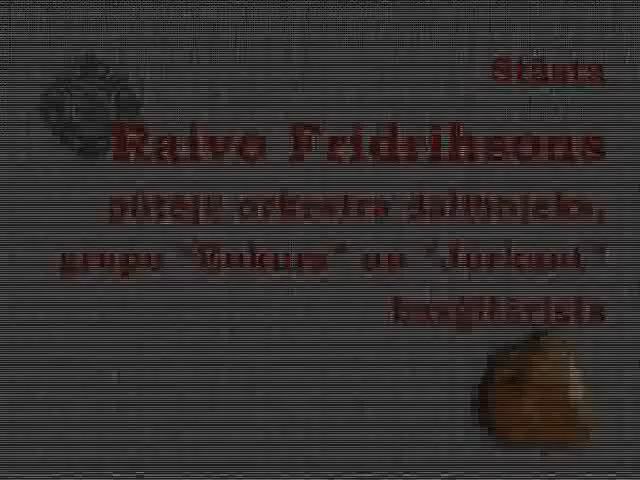 Stāsta
Raivo Fridrihsons
pūtēju orķestra dalībnieks,
grupu " " un " "
basģitārists